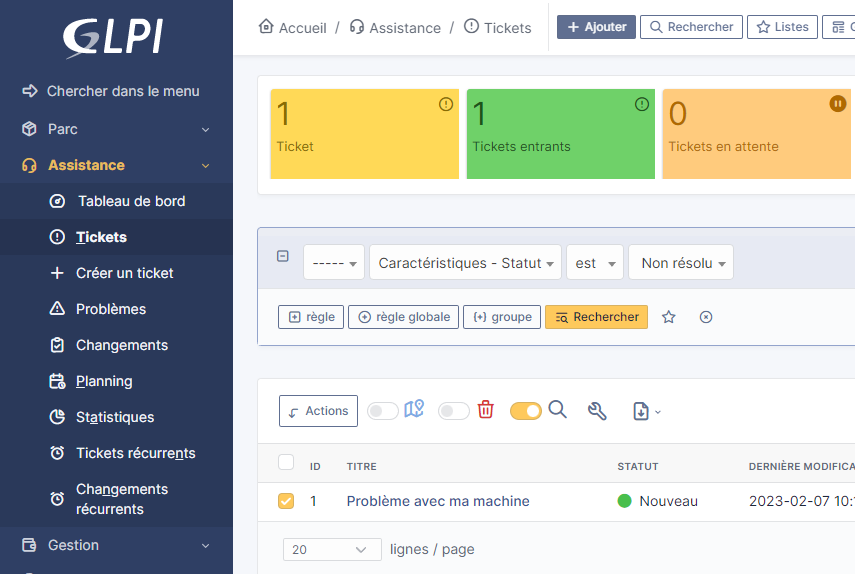 GLPI
Chercher dans le menu
Parc
Assistance
Tableau de bord
Tickets
Créer un ticket
Problèmes
Changements
Planning
Statistiques
Tickets récurrents
Changements
récurrents
Gestion
Accueil / Assistance / Tickets
+ Ajouter Rechercher Listes
1
Ticket
1
Tickets entrants
0
Tickets en attente
----- Caractéristiques - Statut est Non résolu
règle règle globale groupe Rechercher
Actions
ID TITRE STATUT DERNIÈRE MODIFICA
1 Problème avec ma machine Nouveau 2023-02-07 10:
20 lignes / page